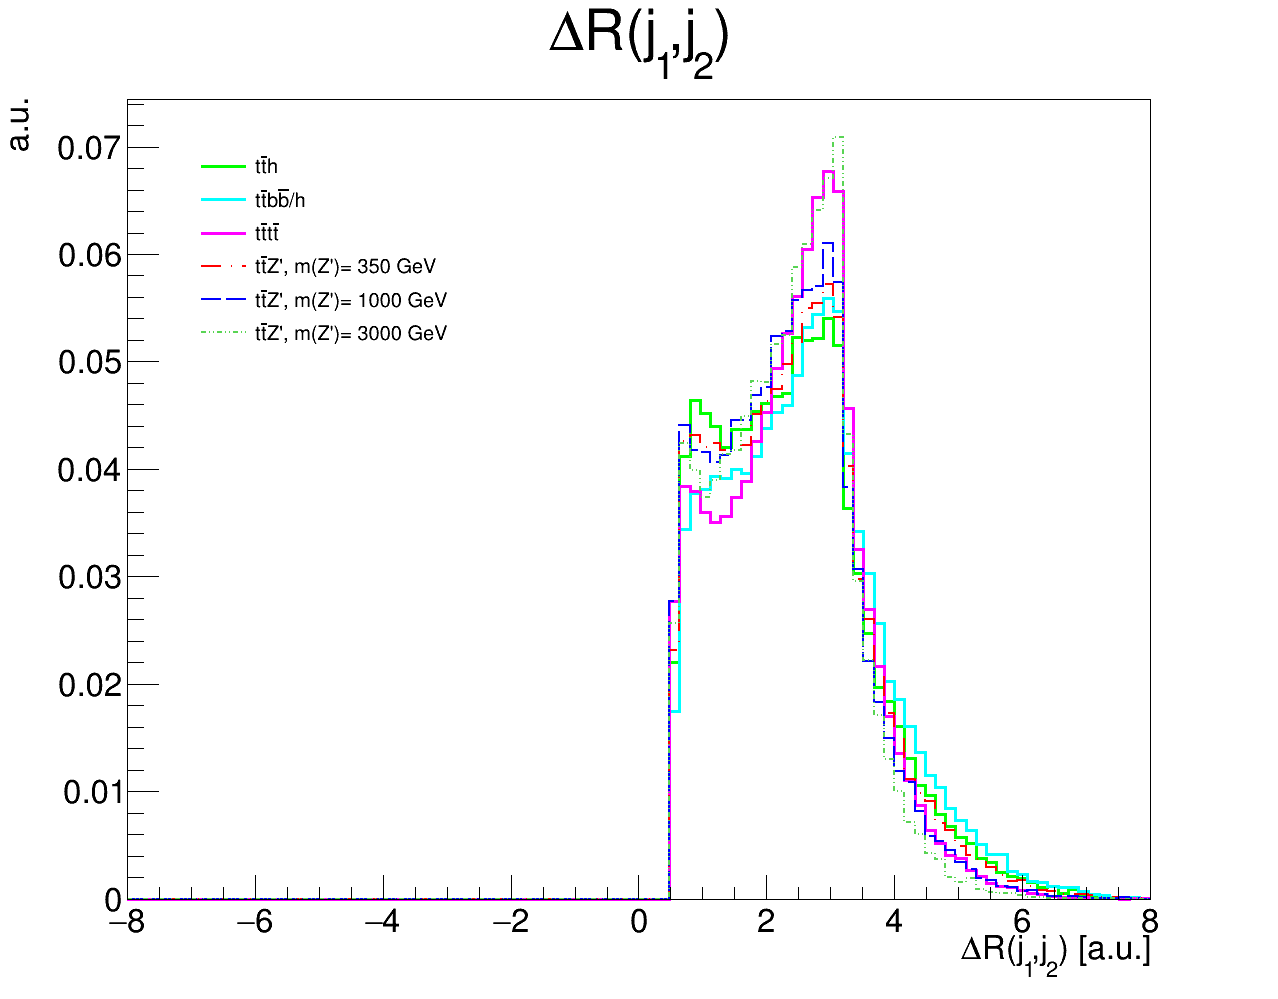 ΔR(j₁,j₂)
a.u.
0.07
0.06
0.05
0.04
0.03
0.02
0.01
0
tt̄h
tt̄bb̄/h
tt̄tt̄
tt̄Z', m(Z')= 350 GeV
tt̄Z', m(Z')= 1000 GeV
tt̄Z', m(Z')= 3000 GeV
−8 −6 −4 −2 0 2 4 6 8
ΔR(j₁,j₂) [a.u.]